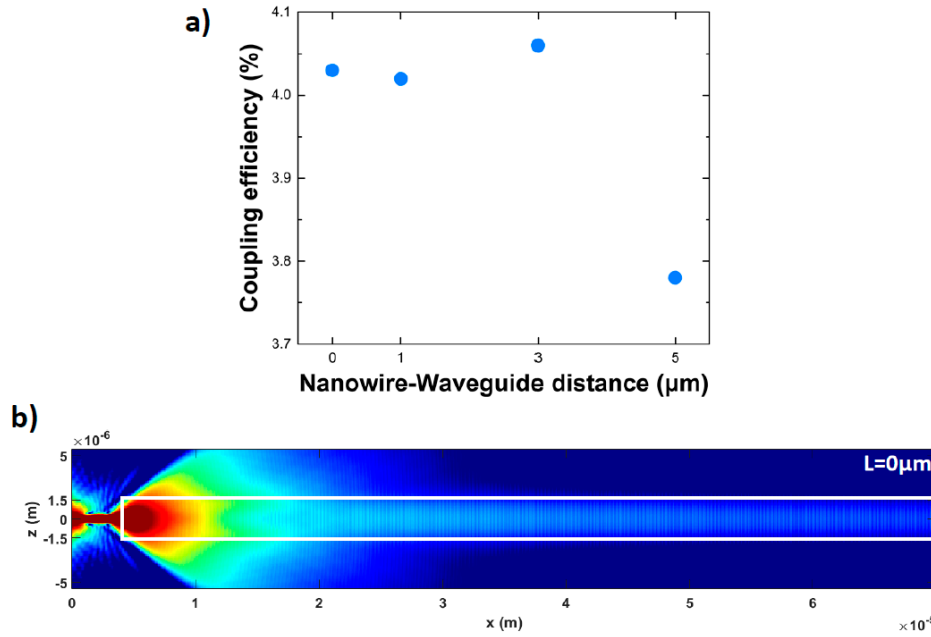 a)
Coupling efficiency (%)
4.1
4.0
3.9
3.8
3.7
0 1 3 5
Nanowire-Waveguide distance (µm)
b)
×10⁻⁶
L=0µm
z (m)
5
1.5
0
-1.5
-5
0 1 2 3 4 5 6
x (m)